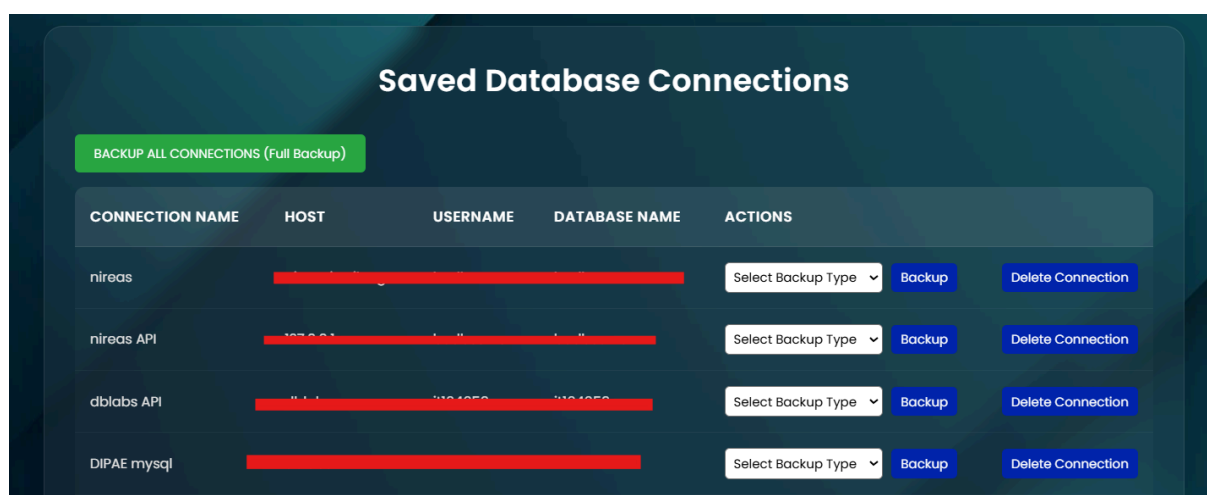 Saved Database Connections
BACKUP ALL CONNECTIONS (Full Backup)
CONNECTION NAME HOST USERNAME DATABASE NAME ACTIONS
nireas Select Backup Type Backup Delete Connection
nireas API Select Backup Type Backup Delete Connection
dblabs API Select Backup Type Backup Delete Connection
DIPAE mysql Select Backup Type Backup Delete Connection